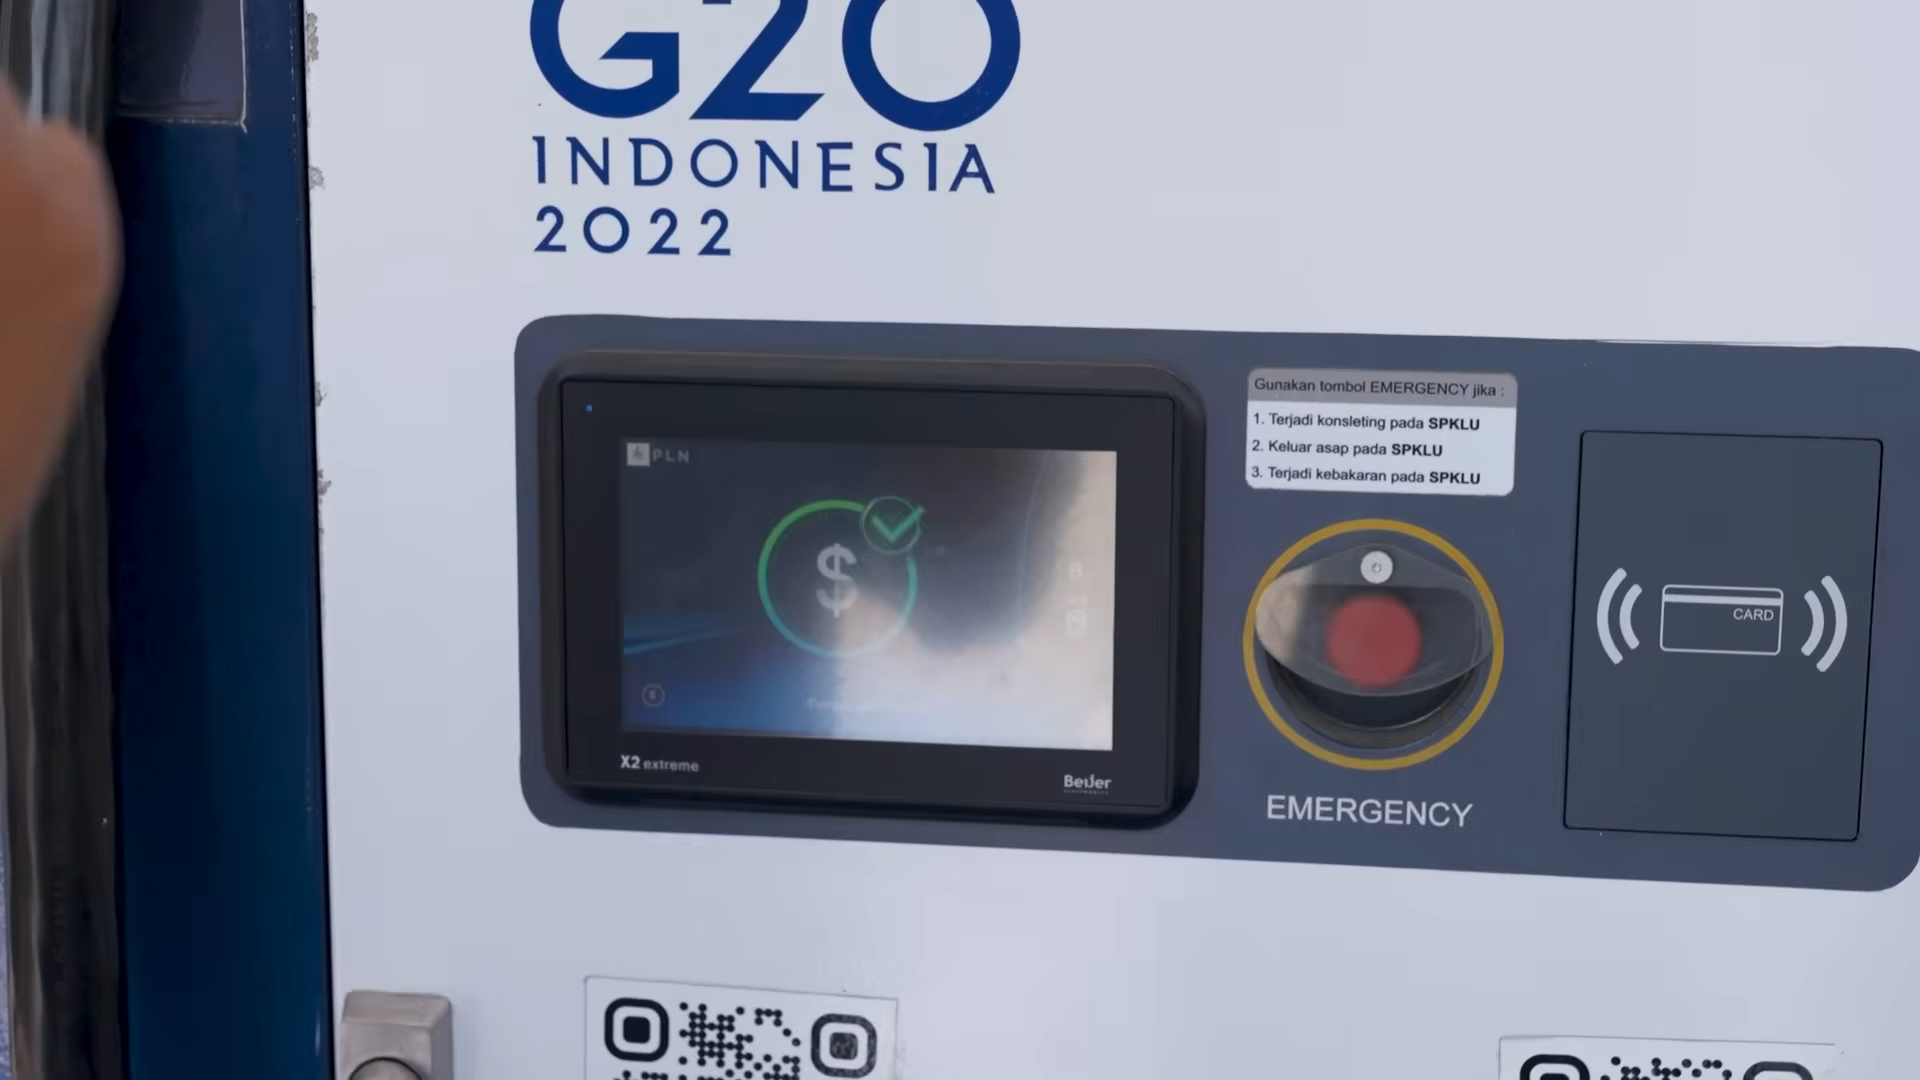 G20
INDONESIA
2022
Gunakan tombol EMERGENCY jika :
1. Terjadi konsleting pada SPKLU
2. Keluar asap pada SPKLU
3. Terjadi kebakaran pada SPKLU
PLN
$
CARD
X2 extreme
Beijer
EMERGENCY